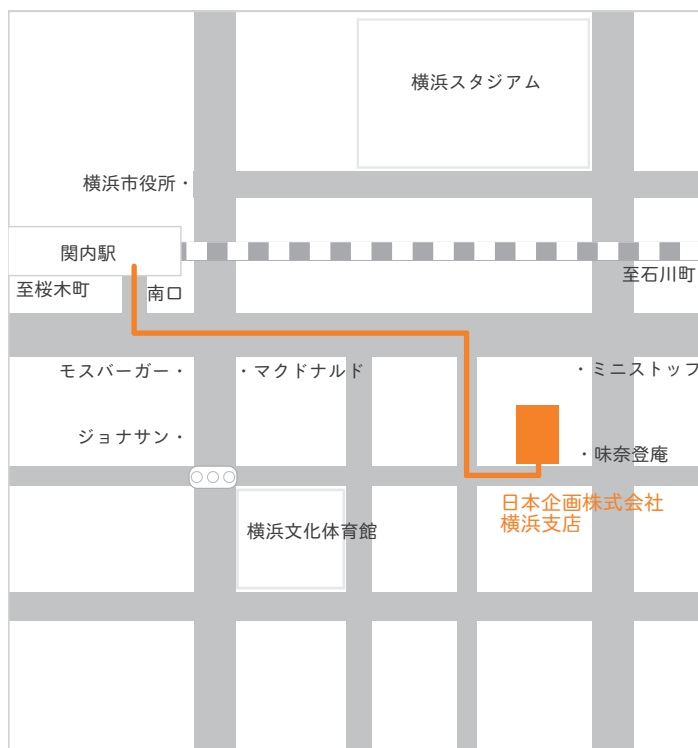 横浜スタジアム
横浜市役所・
関内駅
至石川町
至桜木町
南口
モスバーガー・
・マクドナルド
・ミニストップ
ジョナサン・
・味奈登庵
日本企画株式会社
横浜支店
横浜文化体育館